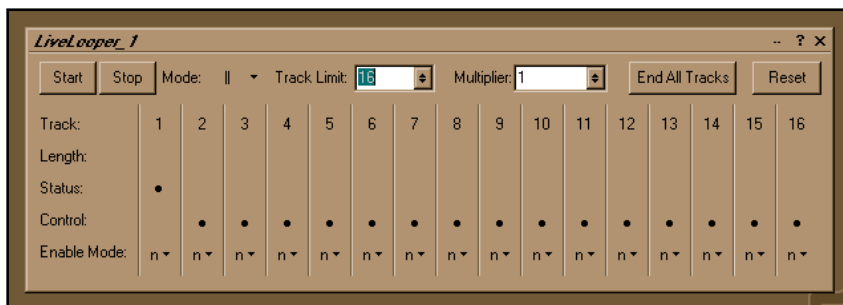 LiveLooper_1 -- ? ×
Start Stop Mode: || Track Limit: 16 Multiplier: 1 End All Tracks Reset
Track: 1 2 3 4 5 6 7 8 9 10 11 12 13 14 15 16
Length:
Status: •
Control: • • • • • • • • • • • • • • •
Enable Mode: n n n n n n n n n n n n n n n n